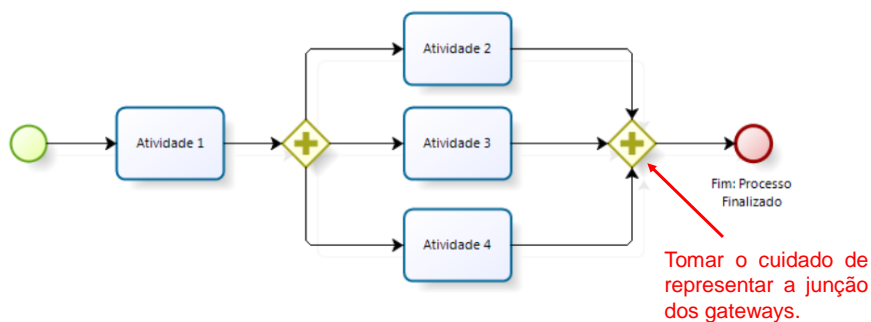 Atividade 1
Atividade 2
Atividade 3
Atividade 4
Fim: Processo
Finalizado
Tomar o cuidado de
representar a junção
dos gateways.